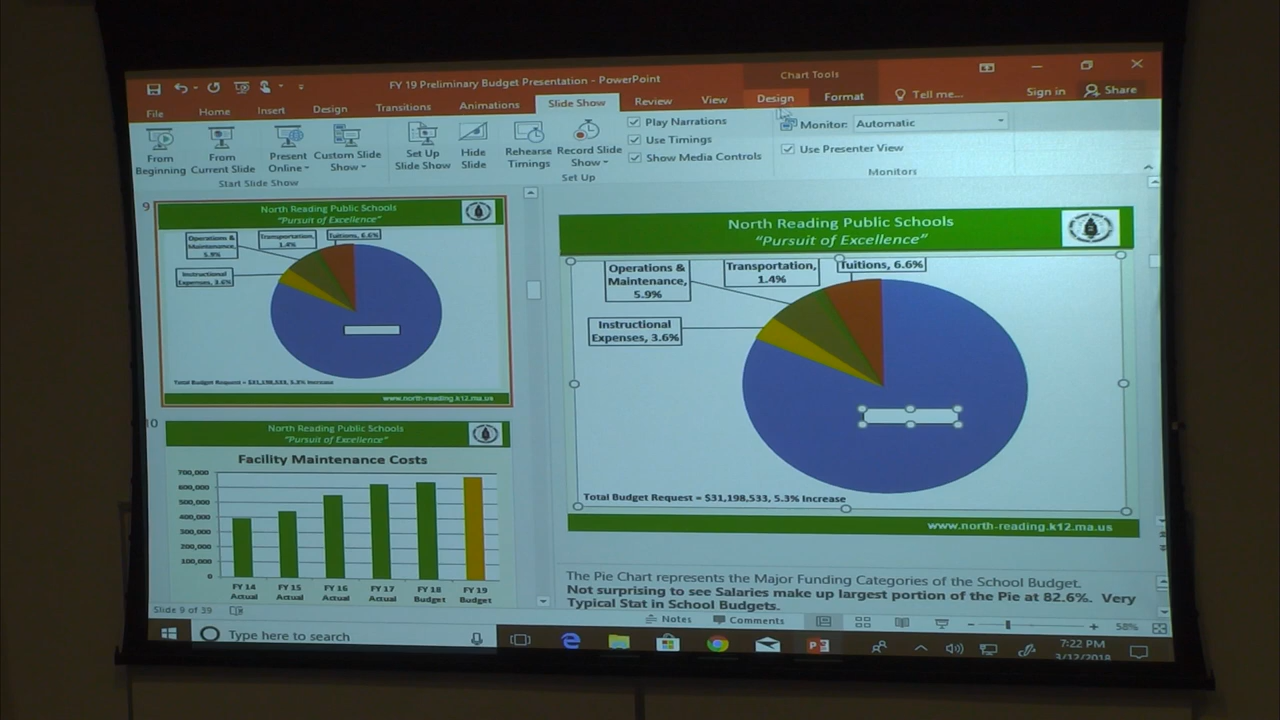 FY 19 Preliminary Budget Presentation - PowerPoint
Chart Tools
File
Home
Insert
Design
Transitions
Animations
Slide Show
Review
View
Design
Format
Tell me...
Sign in
Share
From Beginning
From Current Slide
Present Online
Custom Slide Show
Start Slide Show
Set Up Slide Show
Hide Slide
Rehearse Timings
Record Slide Show
Play Narrations
Use Timings
Show Media Controls
Set Up
Monitor: Automatic
Use Presenter View
Monitors
9
North Reading Public Schools
“Pursuit of Excellence”
Operations &
Maintenance,
5.9%
Transportation,
1.4%
Tuitions, 6.6%
Instructional
Expenses, 3.6%
Total Budget Request = $31,198,533, 5.3% Increase
www.north-reading.k12.ma.us
10
North Reading Public Schools
“Pursuit of Excellence”
Facility Maintenance Costs
700,000
600,000
500,000
400,000
300,000
200,000
100,000
0
FY 14 Actual
FY 15 Actual
FY 16 Actual
FY 17 Actual
FY 18 Budget
FY 19 Budget
North Reading Public Schools
“Pursuit of Excellence”
Operations &
Maintenance,
5.9%
Transportation,
1.4%
Tuitions, 6.6%
Instructional
Expenses, 3.6%
Total Budget Request = $31,198,533, 5.3% Increase
www.north-reading.k12.ma.us
The Pie Chart represents the Major Funding Categories of the School Budget.
Not surprising to see Salaries make up largest portion of the Pie at 82.6%. Very
Typical Stat in School Budgets.
Slide 9 of 39
Notes
Comments
58%
Type here to search
7:22 PM
3/12/2018